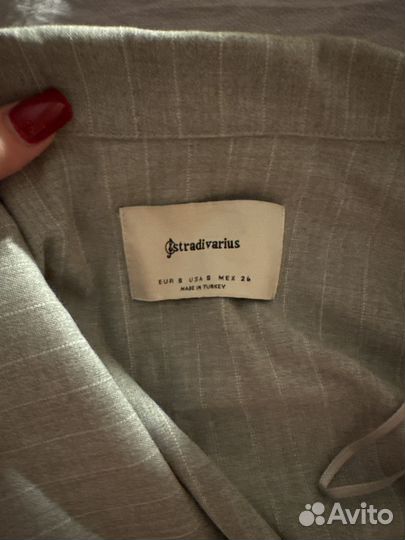 stradivarius
EUR S USA S MEX 26
MADE IN TURKEY
Avito